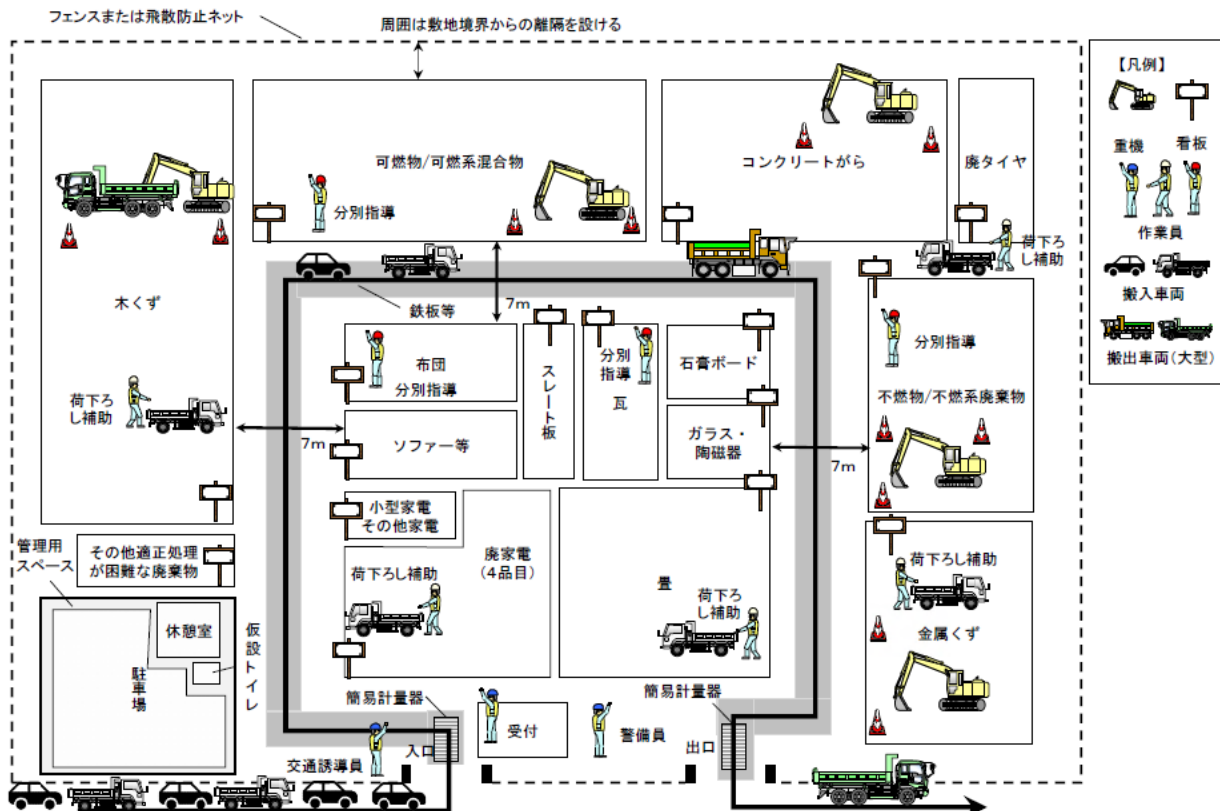 フェンスまたは飛散防止ネット
周囲は敷地境界からの離隔を設ける
【凡例】
重機
看板
作業員
搬入車両
搬出車両(大型)
可燃物/可燃系混合物
分別指導
コンクリートがら
廃タイヤ
荷下ろ
し補助
木くず
荷下ろ
し補助
鉄板等
7m
布団
分別指導
スレート板
分別
指導
瓦
石膏ボード
分別指導
不燃物/不燃系廃棄物
ソファー等
ガラス・
陶磁器
7m
7m
小型家電
その他家電
廃家電
(4品目)
荷下ろし補助
畳
荷下ろ
し補助
荷下ろし補助
金属くず
管理用
スペース
その他適正処理
が困難な廃棄物
休憩室
仮設トイレ
駐車場
簡易計量器
簡易計量器
入口
受付
警備員
出口
交通誘導員